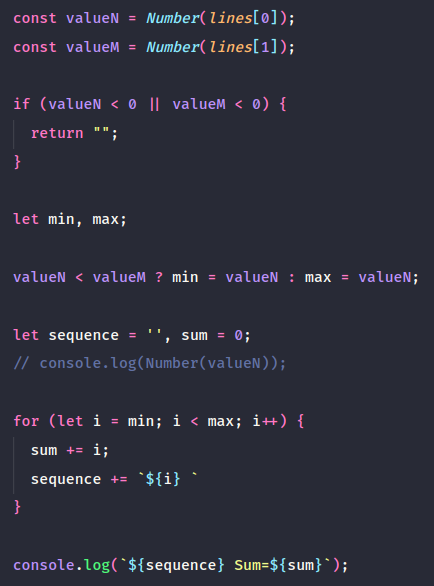 const valueN = Number(lines[0]);
const valueM = Number(lines[1]);
if (valueN < 0 || valueM < 0) {
return "";
}
let min, max;
valueN < valueM ? min = valueN : max = valueN;
let sequence = '', sum = 0;
// console.log(Number(valueN));
for (let i = min; i < max; i++) {
sum += i;
sequence += `${i} `
}
console.log(`${sequence} Sum=${sum}`);